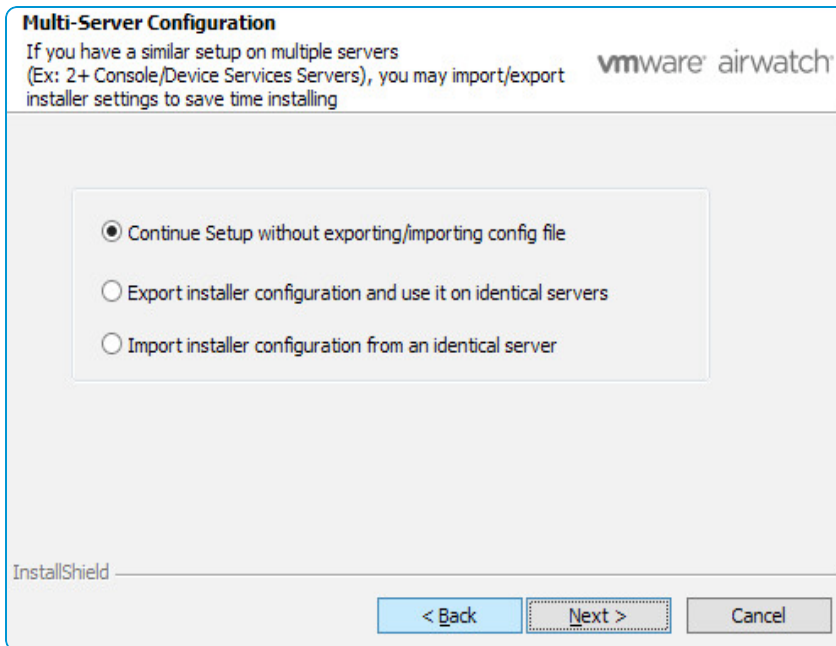 Multi-Server Configuration
If you have a similar setup on multiple servers
(Ex: 2+ Console/Device Services Servers), you may import/export
installer settings to save time installing
vmware airwatch
Continue Setup without exporting/importing config file
Export installer configuration and use it on identical servers
Import installer configuration from an identical server
InstallShield
< Back
Next >
Cancel